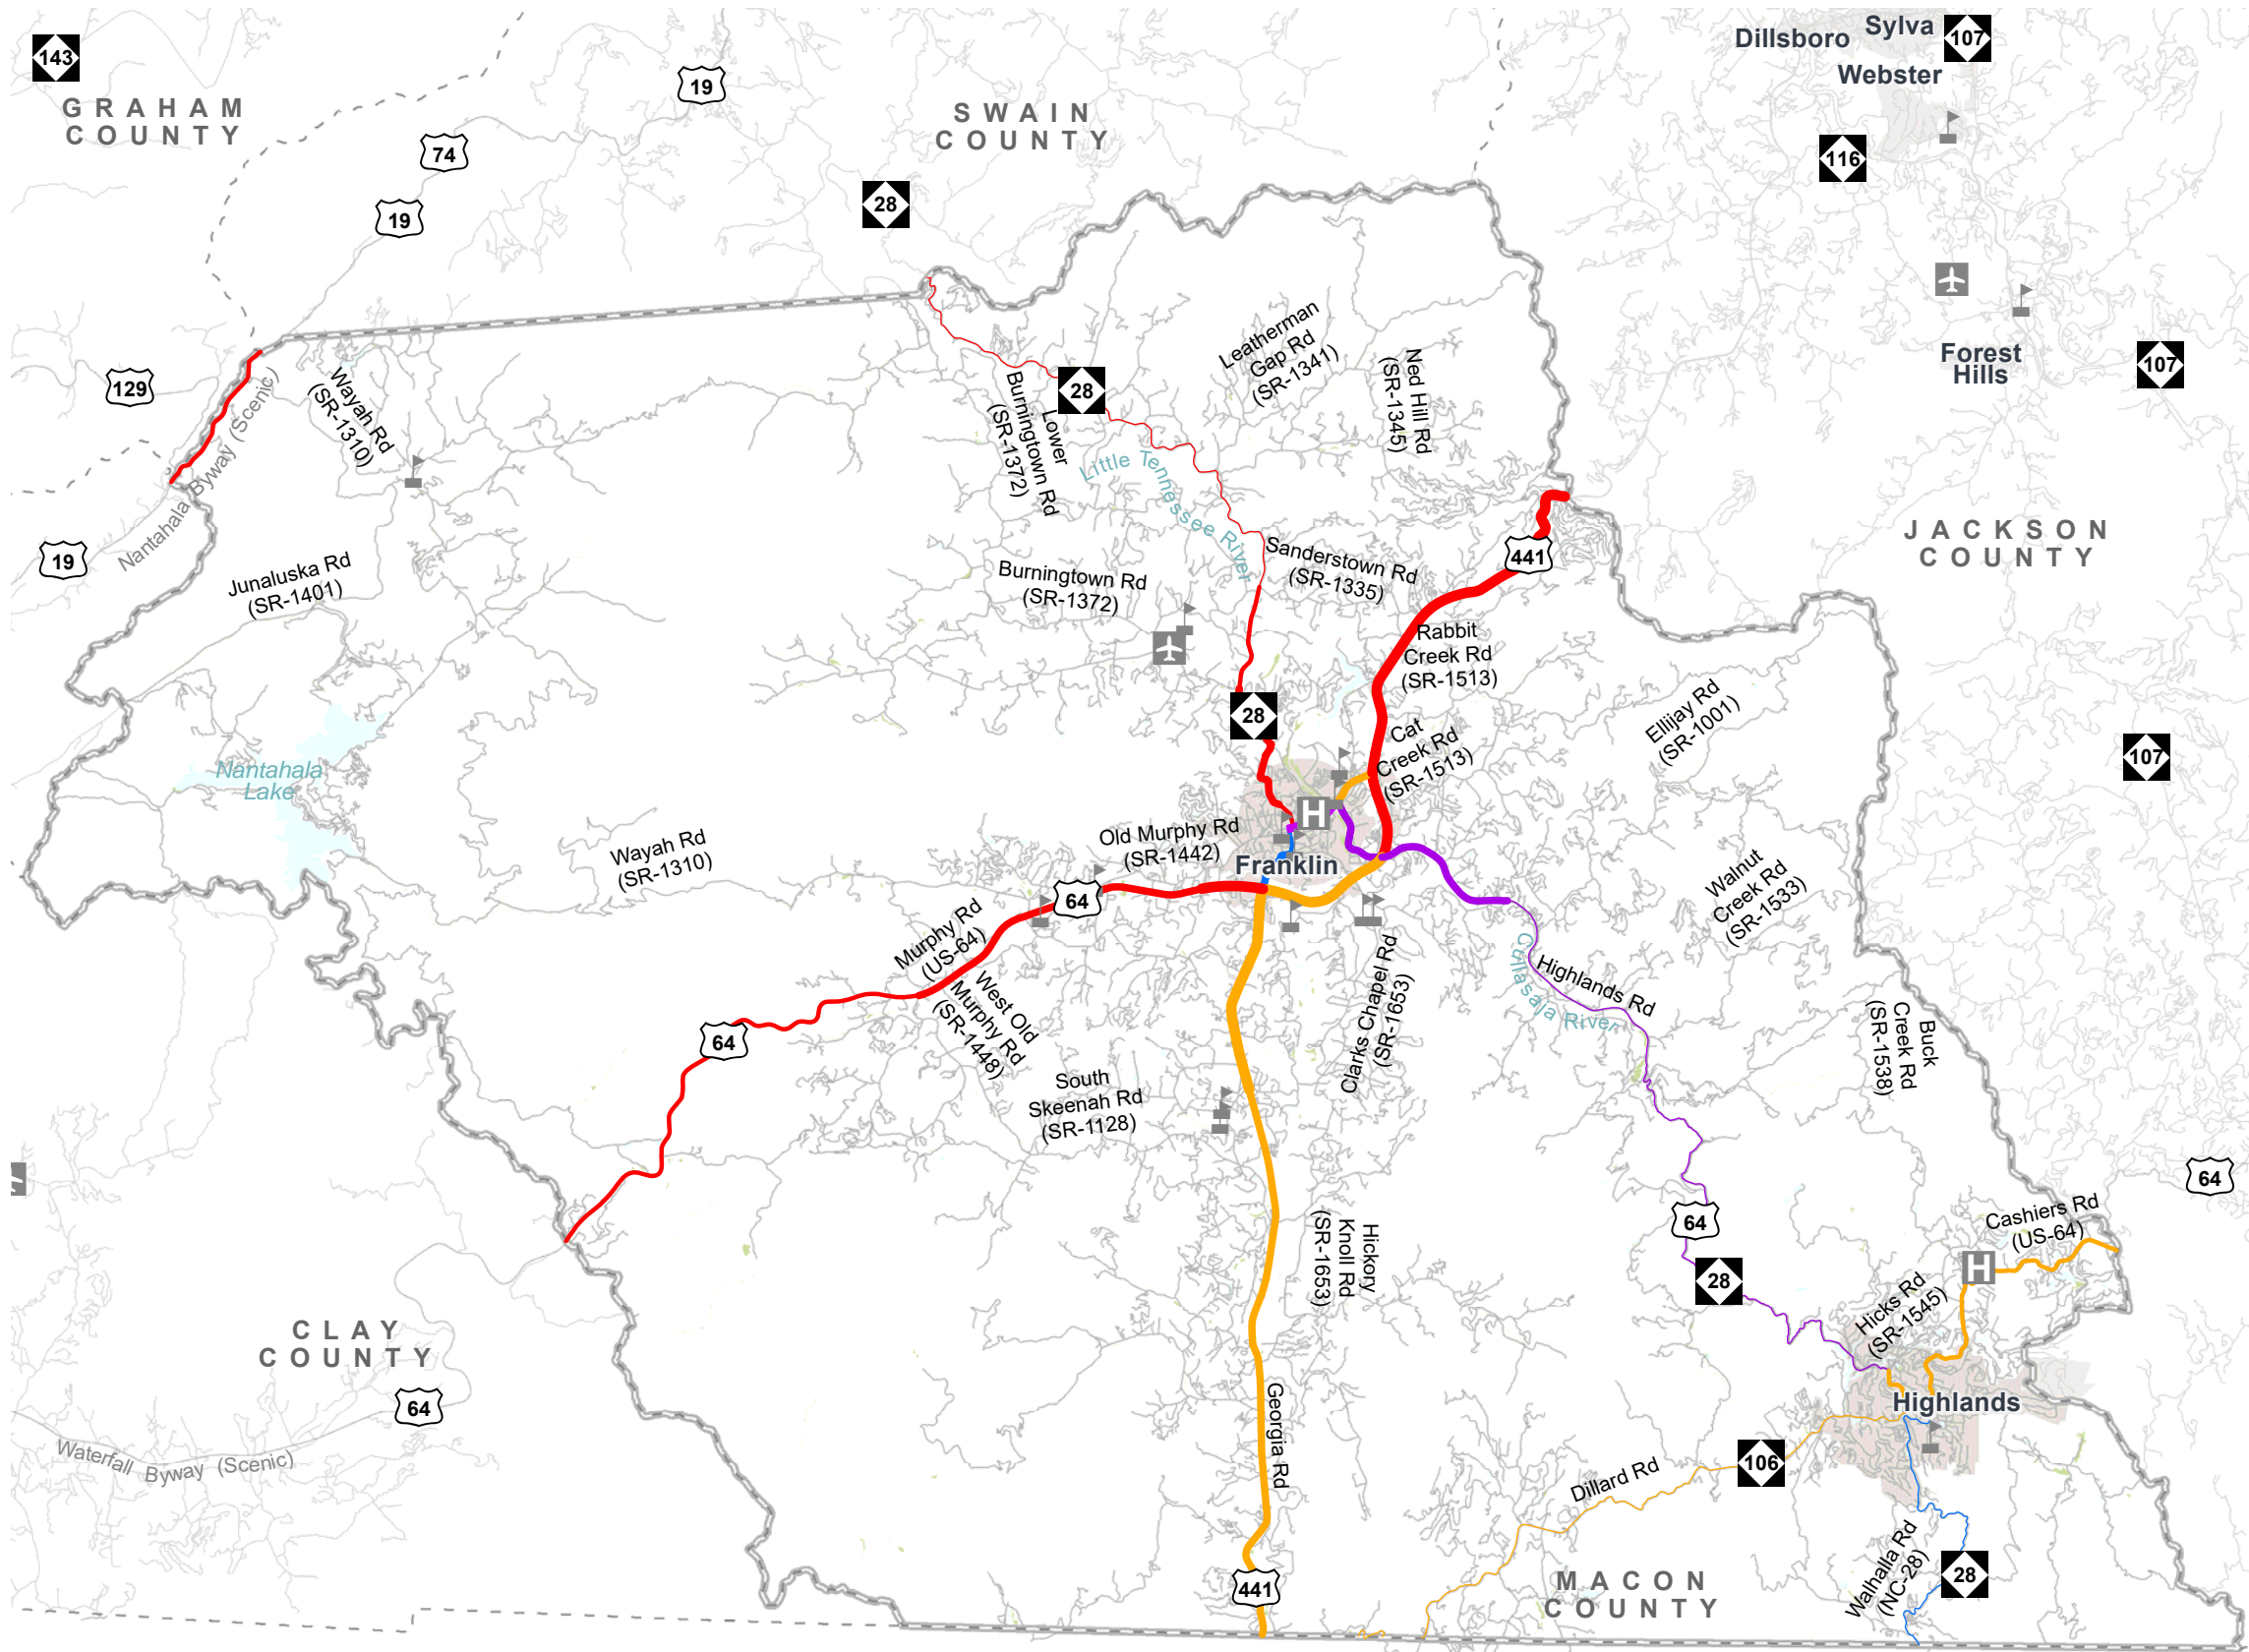 143
GRAHAM
COUNTY
19
74
19
SWAIN
COUNTY
28
Dillsboro
Sylva
107
Webster
116
Forest
Hills
107
129
Wayah Rd
(SR-1310)
Nantahala Byway (Scenic)
19
Junaluska Rd
(SR-1401)
28
Lower
Burningtown Rd
(SR-1372)
Leatherman
Gap Rd
(SR-1341)
Ned Hill Rd
(SR-1345)
Little Tennessee River
Burningtown Rd
(SR-1372)
Sanderstown Rd
(SR-1335)
441
JACKSON
COUNTY
Rabbit
Creek Rd
(SR-1513)
28
Cat
Creek Rd
(SR-1513)
Ellijay Rd
(SR-1001)
107
Nantahala
Lake
Wayah Rd
(SR-1310)
Old Murphy Rd
(SR-1442)
H
Franklin
64
Murphy Rd
(US-64)
West Old
Murphy Rd
(SR-1448)
64
Walnut
Creek Rd
(SR-1533)
Cullasaja River
Highlands Rd
Clarks Chapel Rd
(SR-1653)
Buck
Creek Rd
(SR-1538)
South
Skeenah Rd
(SR-1128)
64
64
Hickory
Knoll Rd
(SR-1653)
28
Cashiers Rd
(US-64)
H
Hicks Rd
(SR-1545)
CLAY
COUNTY
64
Waterfall Byway (Scenic)
Georgia Rd
Highlands
106
Dillard Rd
Walhalla Rd
(NC-28)
28
441
MACON
COUNTY